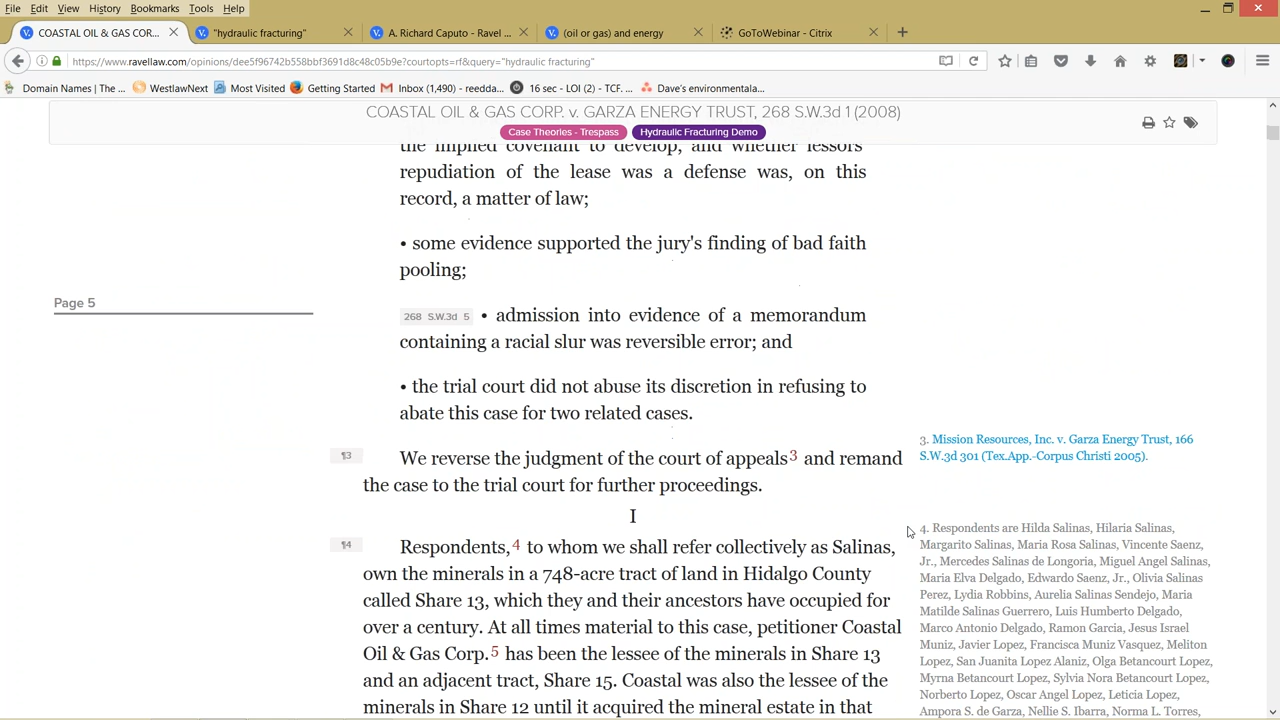 File Edit View History Bookmarks Tools Help
COASTAL OIL & GAS COR... "hydraulic fracturing" A. Richard Caputo - Ravel ... (oil or gas) and energy GoToWebinar - Citrix
https://www.ravellaw.com/opinions/dee5f96742b558bbf3691d8c48c05b9e?courtopts=rf&query="hydraulic fracturing"
Domain Names | The ... WestlawNext Most Visited Getting Started Inbox (1,490) - reedda... 16 sec - LOI (2) - TCF. ... Dave's environmenta...
COASTAL OIL & GAS CORP. v. GARZA ENERGY TRUST, 268 S.W.3d 1 (2008)
Case Theories - Trespass Hydraulic Fracturing Demo
the implied covenant to develop, and whether lessors
repudiation of the lease was a defense was, on this
record, a matter of law;
• some evidence supported the jury's finding of bad faith
pooling;
Page 5
268 S.W.3d 5 • admission into evidence of a memorandum
containing a racial slur was reversible error; and
• the trial court did not abuse its discretion in refusing to
abate this case for two related cases.
¶3 We reverse the judgment of the court of appeals3 and remand
the case to the trial court for further proceedings.
3. Mission Resources, Inc. v. Garza Energy Trust, 166
S.W.3d 301 (Tex.App.-Corpus Christi 2005).
I
¶4 Respondents,4 to whom we shall refer collectively as Salinas,
own the minerals in a 748-acre tract of land in Hidalgo County
called Share 13, which they and their ancestors have occupied for
over a century. At all times material to this case, petitioner Coastal
Oil & Gas Corp.5 has been the lessee of the minerals in Share 13
and an adjacent tract, Share 15. Coastal was also the lessee of the
minerals in Share 12 until it acquired the mineral estate in that
4. Respondents are Hilda Salinas, Hilaria Salinas,
Margarito Salinas, Maria Rosa Salinas, Vincente Saenz,
Jr., Mercedes Salinas de Longoria, Miguel Angel Salinas,
Maria Elva Delgado, Edwardo Saenz, Jr., Olivia Salinas
Perez, Lydia Robbins, Aurelia Salinas Sendejo, Maria
Matilde Salinas Guerrero, Luis Humberto Delgado,
Marco Antonio Delgado, Ramon Garcia, Jesus Israel
Muniz, Javier Lopez, Francisca Muniz Vasquez, Meliton
Lopez, San Juanita Lopez Alaniz, Olga Betancourt Lopez,
Myrna Betancourt Lopez, Sylvia Nora Betancourt Lopez,
Norberto Lopez, Oscar Angel Lopez, Leticia Lopez,
Ampora S. de Garza, Nellie S. Ibarra, Norma L. Torres,